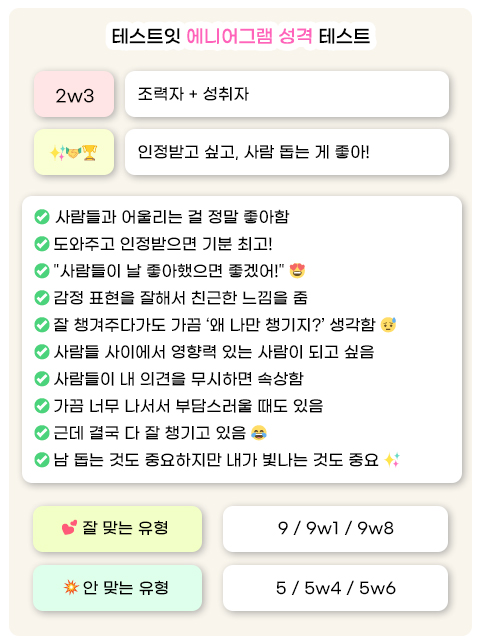 테스트잇 에니어그램 성격 테스트
2w3
조력자 + 성취자
✨🤝🏆
인정받고 싶고, 사람 돕는 게 좋아!
✅ 사람들과 어울리는 걸 정말 좋아함
✅ 도와주고 인정받으면 기분 최고!
✅ "사람들이 날 좋아했으면 좋겠어!" 😍
✅ 감정 표현을 잘해서 친근한 느낌을 줌
✅ 잘 챙겨주다가도 가끔 ‘왜 나만 챙기지?’ 생각함 😓
✅ 사람들 사이에서 영향력 있는 사람이 되고 싶음
✅ 사람들이 내 의견을 무시하면 속상함
✅ 가끔 너무 나서서 부담스러울 때도 있음
✅ 근데 결국 다 잘 챙기고 있음 😂
✅ 남 돕는 것도 중요하지만 내가 빛나는 것도 중요 ✨
💕 잘 맞는 유형
9 / 9w1 / 9w8
💥 안 맞는 유형
5 / 5w4 / 5w6